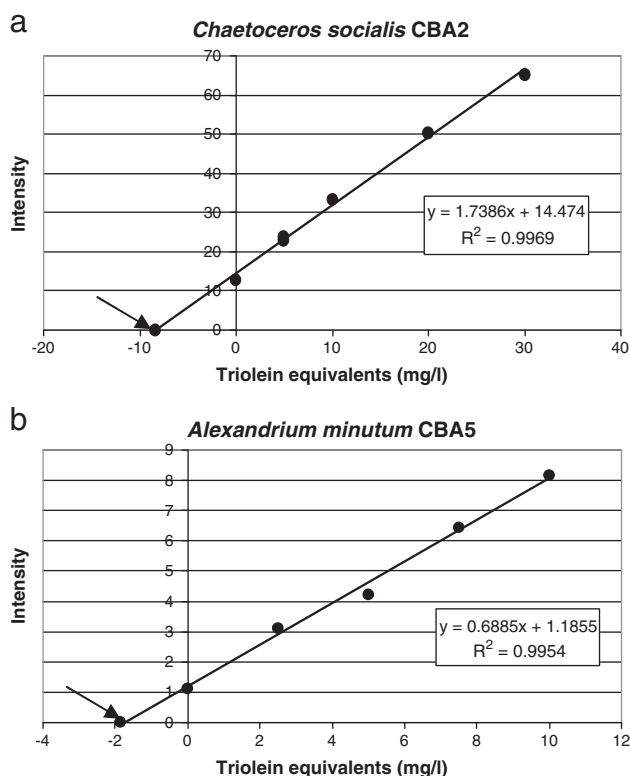 a
Chaetoceros socialis CBA2
70
60
50
40
30
20
10
0
-20 -10 0 10 20 30 40
Intensity
y = 1.7386x + 14.474
R² = 0.9969
Triolein equivalents (mg/l)
b
Alexandrium minutum CBA5
9
8
7
6
5
4
3
2
1
0
-4 -2 0 2 4 6 8 10 12
Intensity
y = 0.6885x + 1.1855
R² = 0.9954
Triolein equivalents (mg/l)